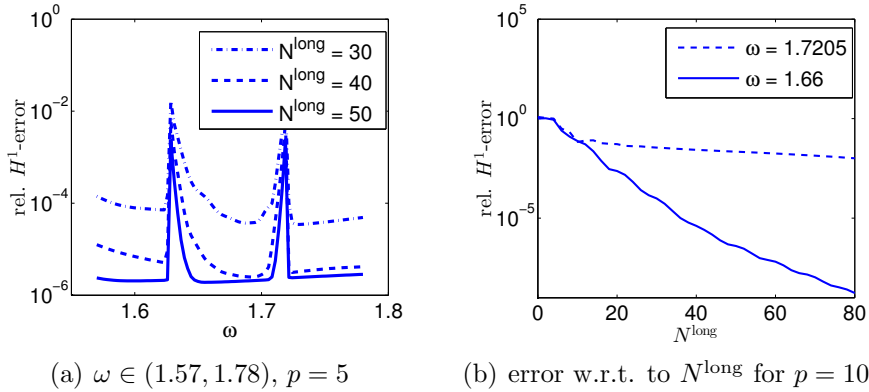 10^0
10^-2
10^-4
10^-6
rel. H^1-error
1.6 1.7 1.8
ω
N^long = 30
N^long = 40
N^long = 50
(a) ω ∈ (1.57, 1.78), p = 5
10^5
10^0
10^-5
rel. H^1-error
0 20 40 60 80
N^long
ω = 1.7205
ω = 1.66
(b) error w.r.t. to N^long for p = 10